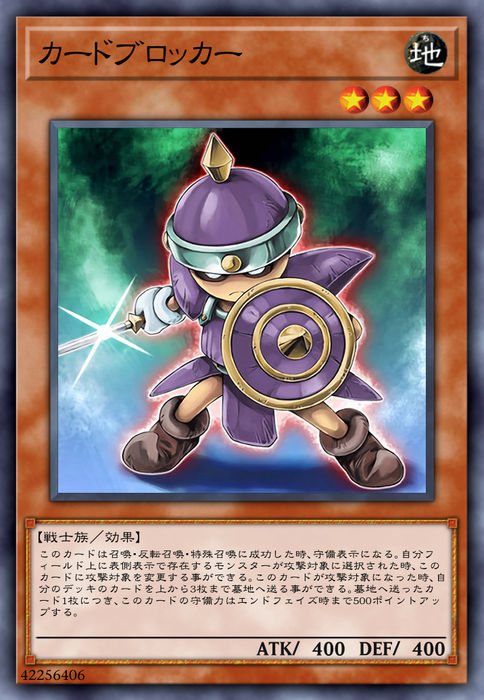 カードブロッカー
ち
地
【戦士族／効果】
このカードは召喚・反転召喚・特殊召喚に成功した時、守備表示になる。自分フ
ィールド上に表側表示で存在するモンスターが攻撃対象に選択された時、この
カードに攻撃対象を変更する事ができる。このカードが攻撃対象になった時、自
分のデッキのカードを上から3枚まで墓地へ送る事ができる。墓地へ送ったカ
ード1枚につき、このカードの守備力はエンドフェイズ時まで500ポイントアッ
プする。
ATK/ 400 DEF/ 400
42256406